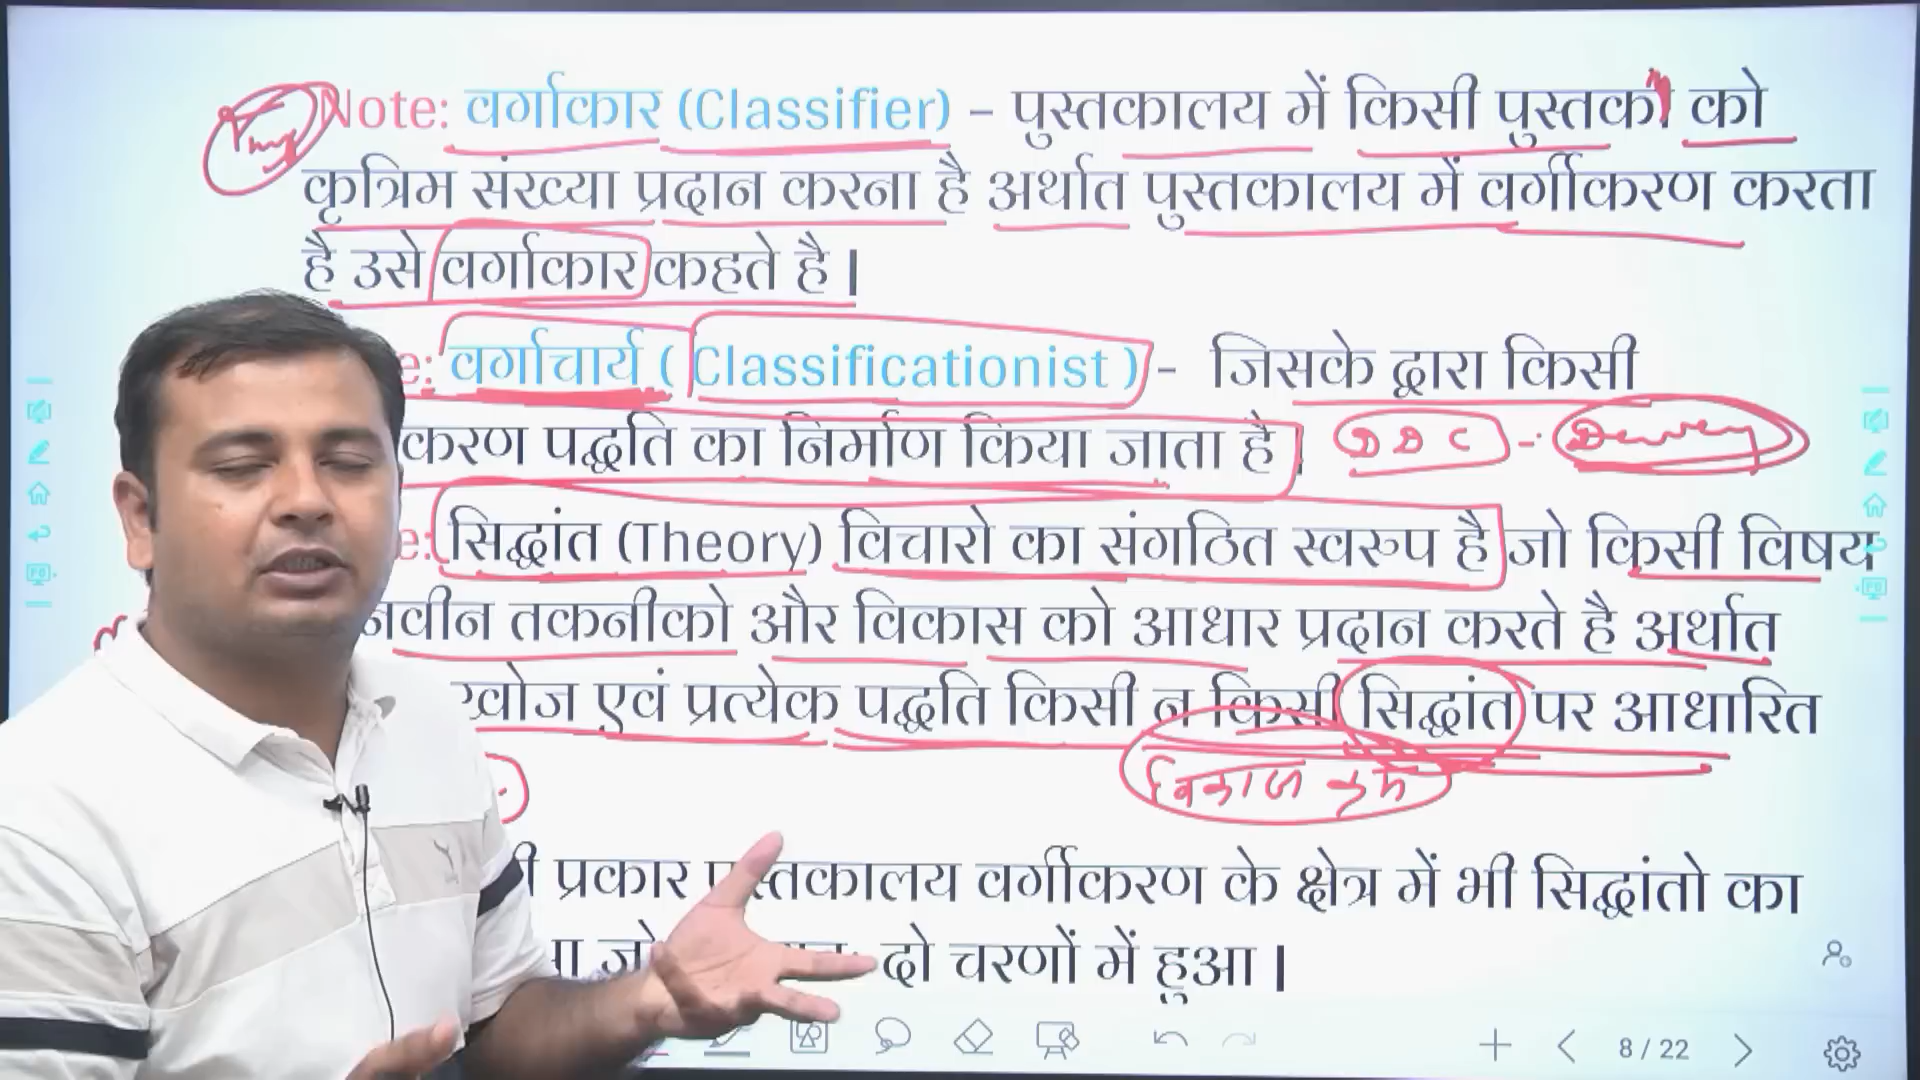 Note: वर्गाकार (Classifier) – पुस्तकालय में किसी पुस्तक को
कृत्रिम संख्या प्रदान करना है अर्थात पुस्तकालय में वर्गीकरण करता
है उसे वर्गाकार कहते है |
e: वर्गाचार्य ( Classificationist ) – जिसके द्वारा किसी
करण पद्धति का निर्माण किया जाता है | DDC - Dewey
e: सिद्धांत (Theory) विचारो का संगठित स्वरुप है जो किसी विषय
नवीन तकनीको और विकास को आधार प्रदान करते है अर्थात
खोज एवं प्रत्येक पद्धति किसी न किसी सिद्धांत पर आधारित
प्रकार पुस्तकालय वर्गीकरण के क्षेत्र में भी सिद्धांतो का
दो चरणों में हुआ |
8 / 22